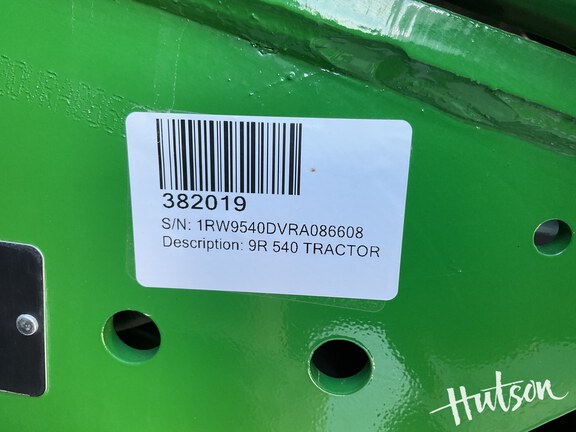 382019
S/N: 1RW9540DVRA086608
Description: 9R 540 TRACTOR
Hutson